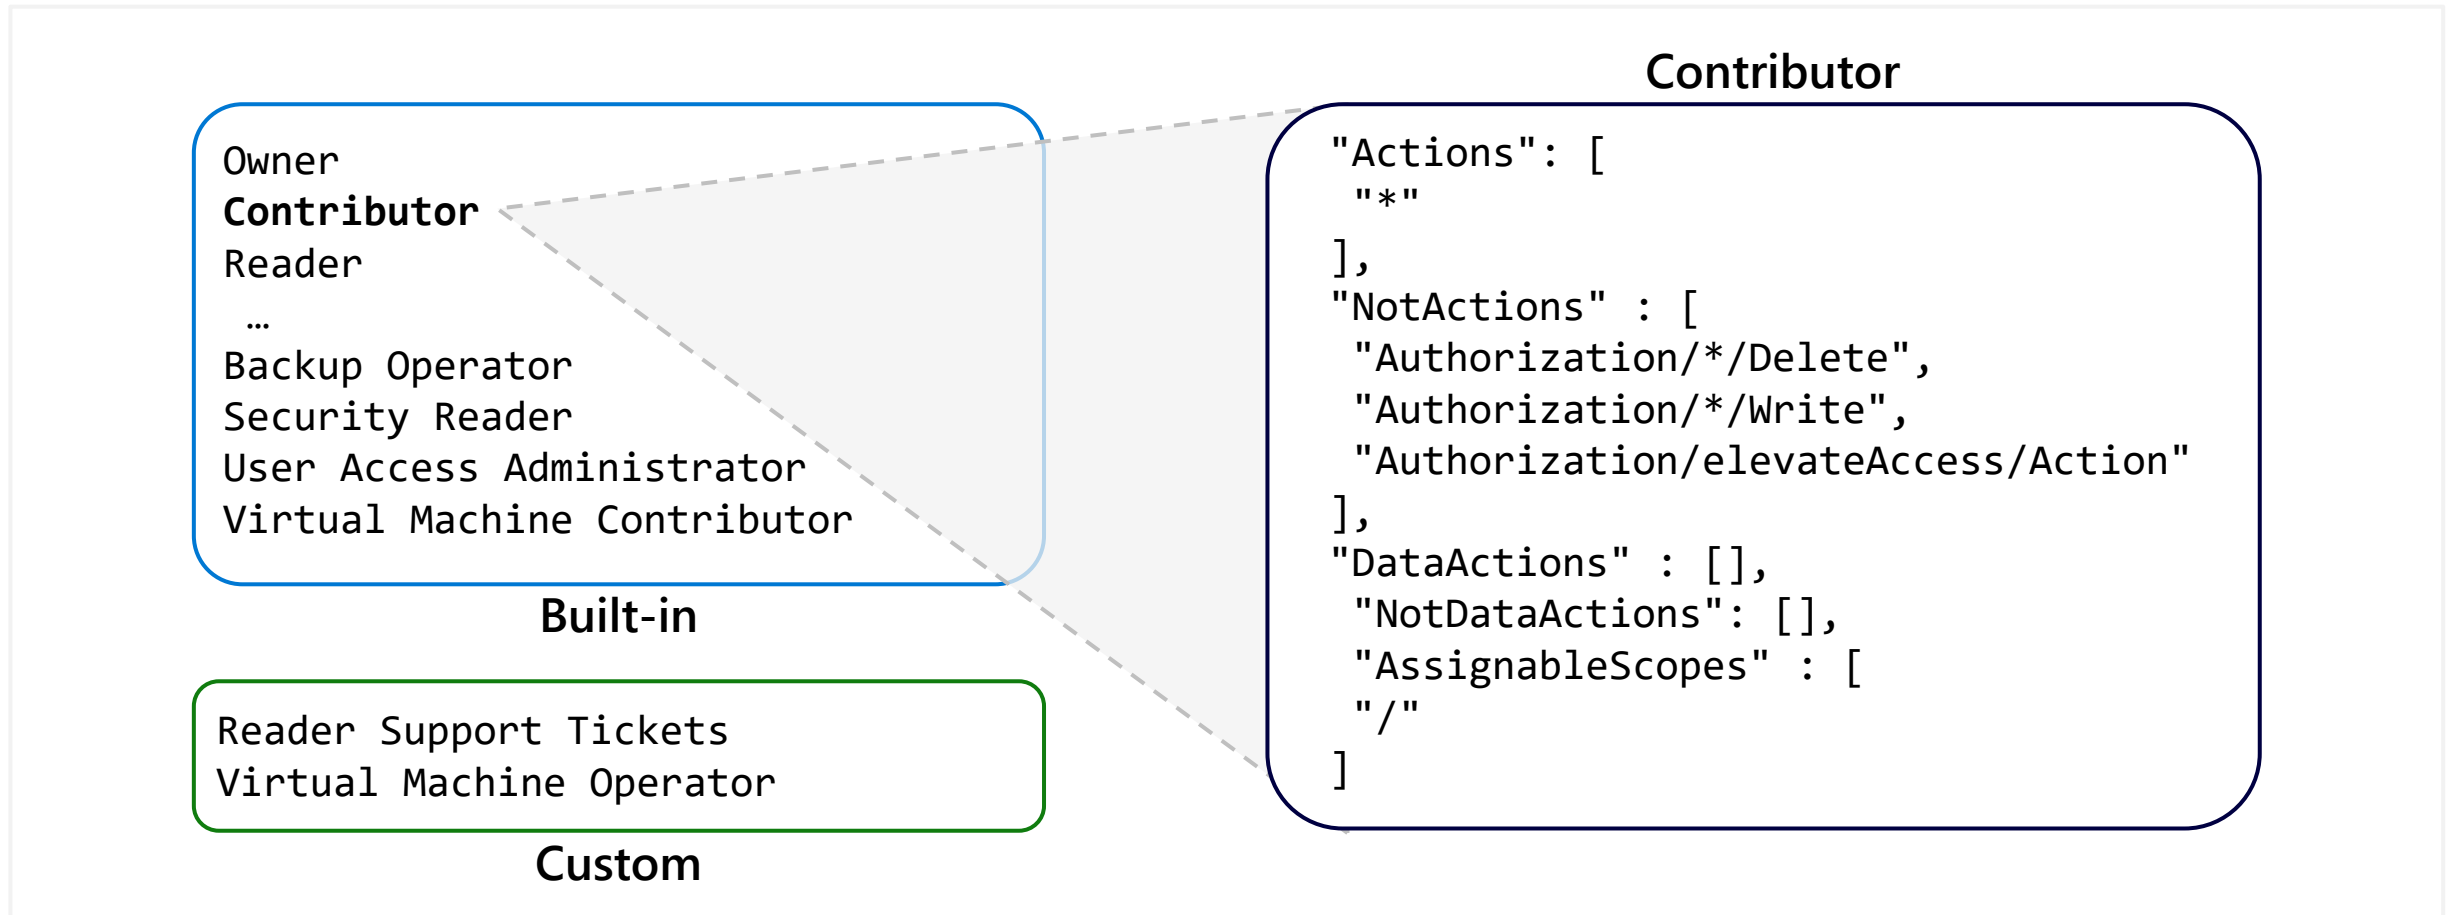 Owner
Contributor
Reader
…
Backup Operator
Security Reader
User Access Administrator
Virtual Machine Contributor
Built-in
Reader Support Tickets
Virtual Machine Operator
Custom
Contributor
"Actions": [
"*"
],
"NotActions" : [
"Authorization/*/Delete",
"Authorization/*/Write",
"Authorization/elevateAccess/Action"
],
"DataActions" : [],
"NotDataActions": [],
"AssignableScopes" : [
"/"
]